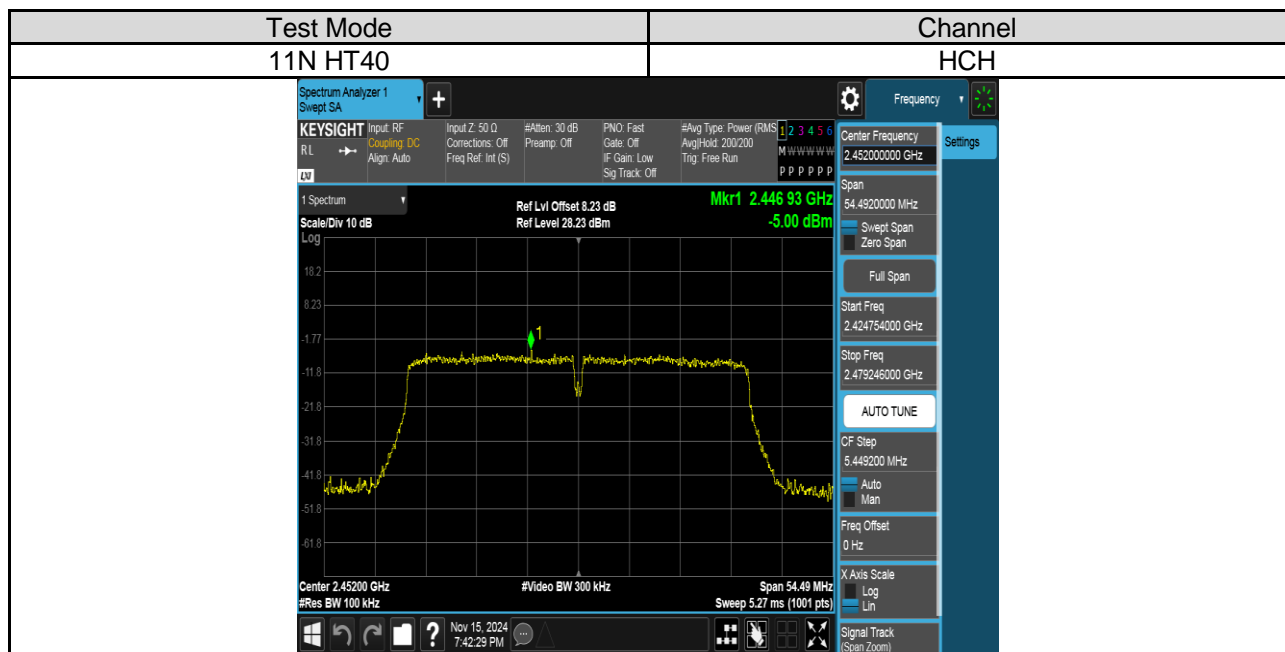 Test Mode Channel
11N HT40 HCH
Spectrum Analyzer 1
Swept SA
+
Frequency
KEYSIGHT Input: RF Input Z: 50 Ω #Atten: 30 dB PNO: Fast #Avg Type: Power (RMS 1 2 3 4 5 6
RL Coupling: DC Corrections: Off Preamp: Off Gate: Off Avg|Hold: 200/200 M W W W W W
Align: Auto Freq Ref: Int (S) IF Gain: Low Trig: Free Run
LXI Sig Track: Off P P P P P P
1 Spectrum
Scale/Div 10 dB
Ref Lvl Offset 8.23 dB
Ref Level 28.23 dBm
Mkr1 2.446 93 GHz
-5.00 dBm
Log
18.2
8.23
-1.77
-11.8
-21.8
-31.8
-41.8
-51.8
-61.8
1
Center 2.45200 GHz #Video BW 300 kHz Span 54.49 MHz
#Res BW 100 kHz Sweep 5.27 ms (1001 pts)
Center Frequency
2.452000000 GHz
Settings
Span
54.4920000 MHz
Swept Span
Zero Span
Full Span
Start Freq
2.424754000 GHz
Stop Freq
2.479246000 GHz
AUTO TUNE
CF Step
5.449200 MHz
Auto
Man
Freq Offset
0 Hz
X Axis Scale
Log
Lin
Signal Track
(Span Zoom)
? Nov 15, 2024
7:42:29 PM